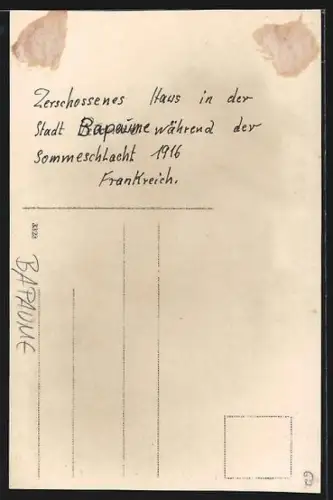 Zerschossenes Haus in der
Stadt Bapaume während der
Sommeschlacht 1916
Frankreich.
BAPAUME